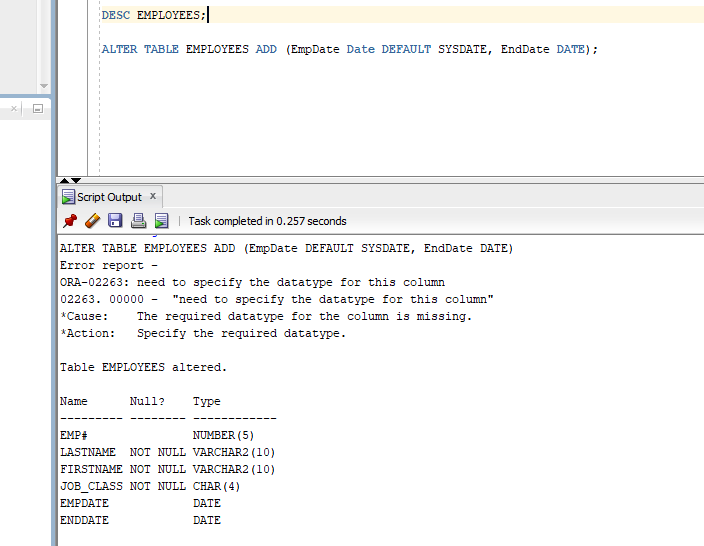 DESC EMPLOYEES;
ALTER TABLE EMPLOYEES ADD (EmpDate Date DEFAULT SYSDATE, EndDate DATE);
Script Output x
Task completed in 0.257 seconds
ALTER TABLE EMPLOYEES ADD (EmpDate DEFAULT SYSDATE, EndDate DATE)
Error report -
ORA-02263: need to specify the datatype for this column
02263. 00000 -  "need to specify the datatype for this column"
*Cause:    The required datatype for the column is missing.
*Action:   Specify the required datatype.
Table EMPLOYEES altered.
Name      Null?    Type
--------- -------- ------------
EMP#               NUMBER(5)
LASTNAME  NOT NULL VARCHAR2(10)
FIRSTNAME NOT NULL VARCHAR2(10)
JOB_CLASS NOT NULL CHAR(4)
EMPDATE            DATE
ENDDATE            DATE